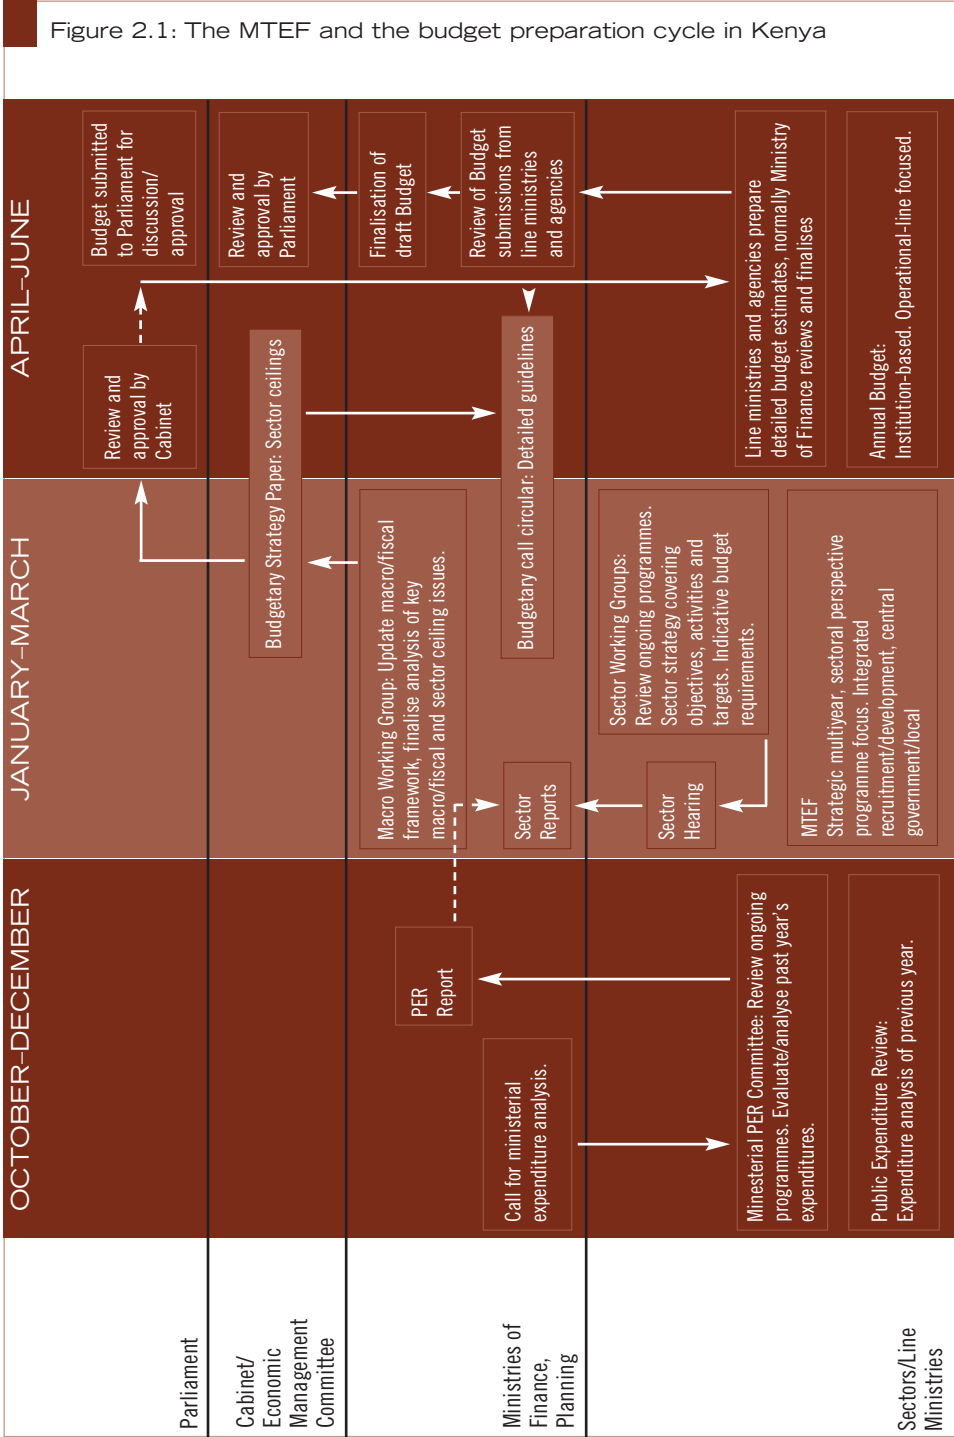 Figure 2.1: The MTEF and the budget preparation cycle in Kenya
OCTOBER–DECEMBER
JANUARY–MARCH
APRIL–JUNE
Parliament
Review and
approval by
Cabinet
Budget submitted
to Parliament for
discussion/
approval
Cabinet/
Economic
Management
Committee
Budgetary Strategy Paper: Sector ceilings
Review and
approval by
Parliament
Ministries of
Finance,
Planning
Call for ministerial
expenditure analysis.
PER
Report
Macro Working Group: Update macro/fiscal
framework, finalise analysis of key
macro/fiscal and sector ceiling issues.
Sector
Reports
Budgetary call circular: Detailed guidelines
Finalisation of
draft Budget
Review of Budget
submissions from
line ministries
and agencies
Sectors/Line
Ministries
Minesterial PER Committee: Review ongoing
programmes. Evaluate/analyse past year's
expenditures.
Public Expenditure Review:
Expenditure analysis of previous year.
Sector
Hearing
Sector Working Groups:
Review ongoing programmes.
Sector strategy covering
objectives, activities and
targets. Indicative budget
requirements.
MTEF
Strategic multiyear, sectoral perspective
programme focus. Integrated
recruitment/development, central
government/local
Line ministries and agencies prepare
detailed budget estimates, normally Ministry
of Finance reviews and finalises
Annual Budget:
Institution-based. Operational-line focused.